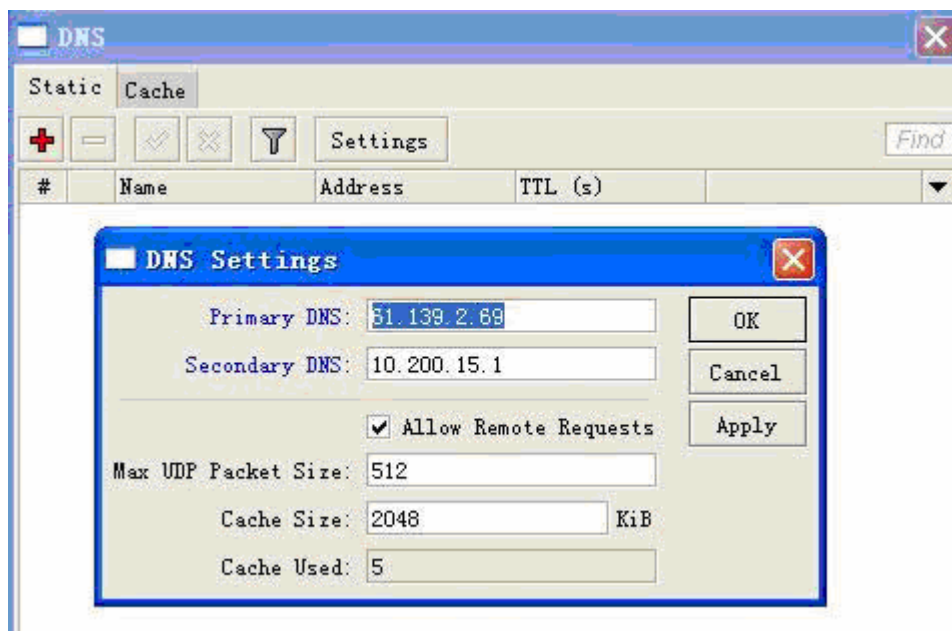 DNS
Static Cache
Settings Find
# Name Address TTL (s)
DNS Settings
Primary DNS: 61.139.2.69 OK
Secondary DNS: 10.200.15.1 Cancel
Allow Remote Requests Apply
Max UDP Packet Size: 512
Cache Size: 2048 KiB
Cache Used: 5